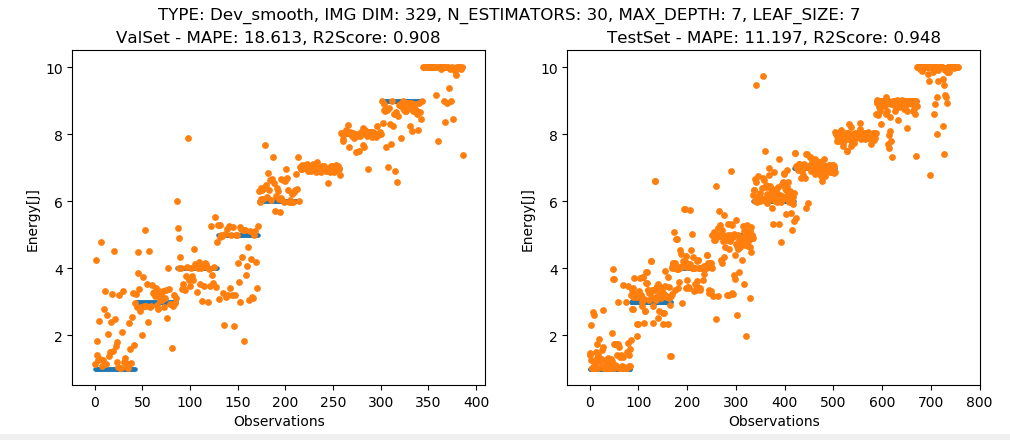 TYPE: Dev_smooth, IMG DIM: 329, N_ESTIMATORS: 30, MAX_DEPTH: 7, LEAF_SIZE: 7
ValSet - MAPE: 18.613, R2Score: 0.908
10
8
6
4
2
Energy[J]
0 50 100 150 200 250 300 350 400
Observations
TestSet - MAPE: 11.197, R2Score: 0.948
10
8
6
4
2
Energy[J]
0 100 200 300 400 500 600 700 800
Observations